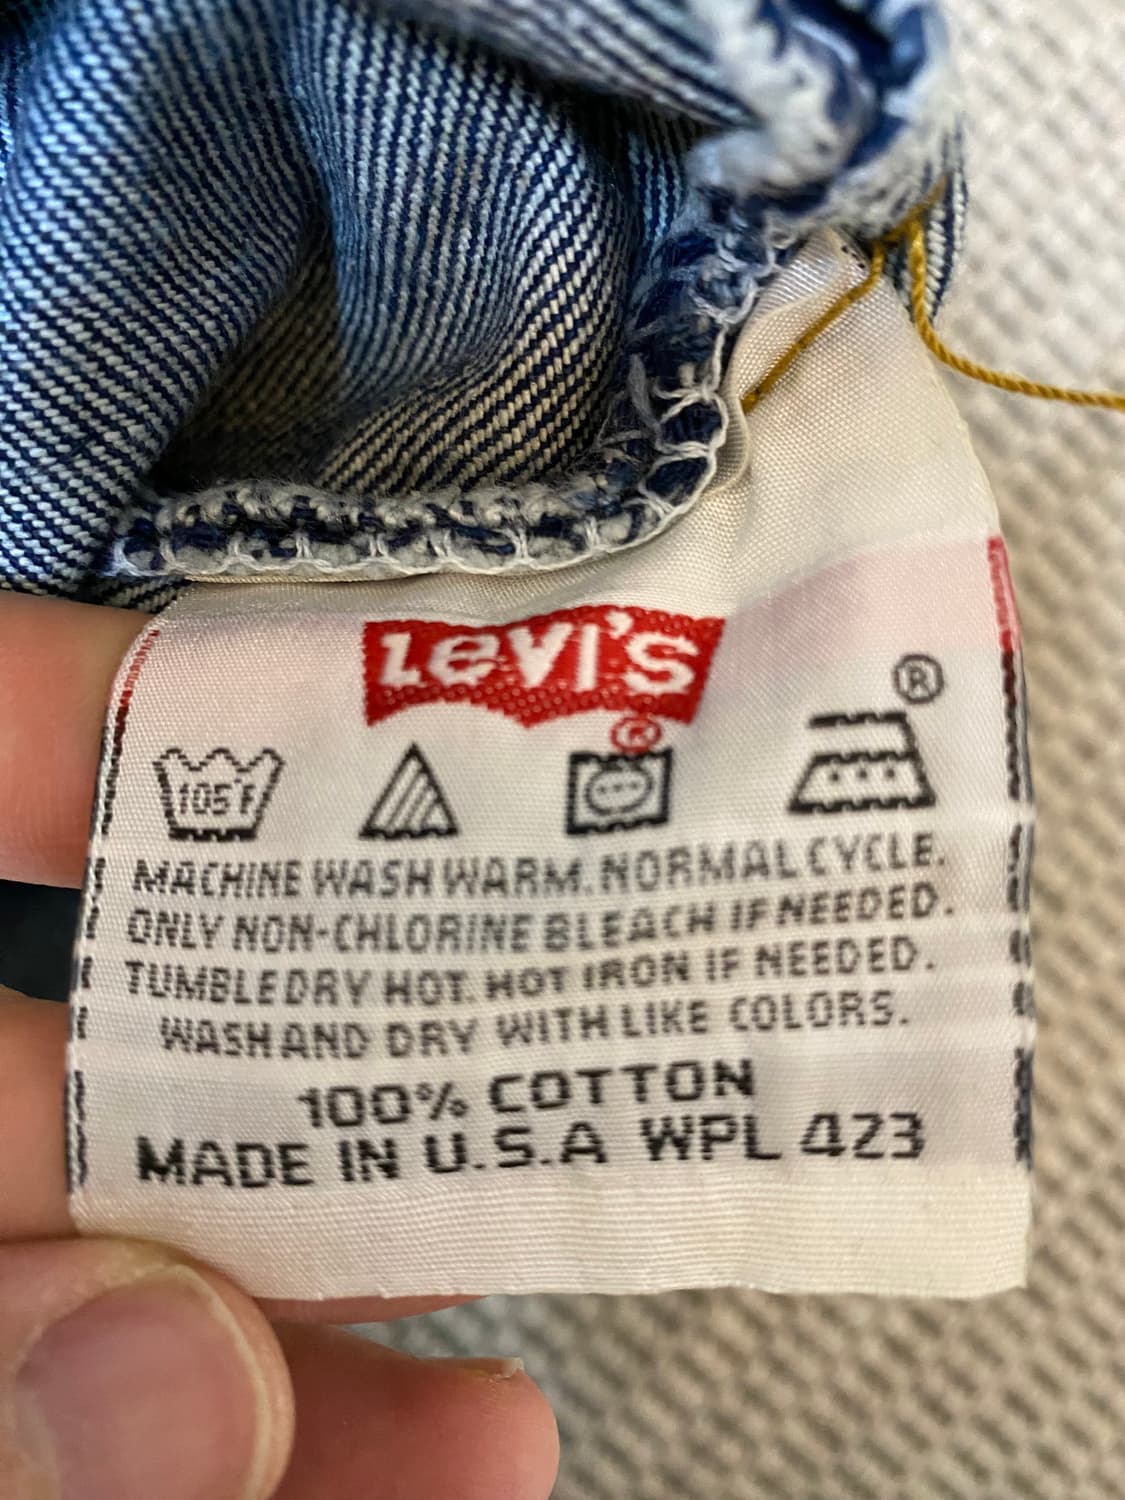 Levi's
®
®
105°F
MACHINE WASH WARM. NORMAL CYCLE.
ONLY NON-CHLORINE BLEACH IF NEEDED.
TUMBLE DRY HOT. HOT IRON IF NEEDED.
WASH AND DRY WITH LIKE COLORS.
100% COTTON
MADE IN U.S.A WPL 423